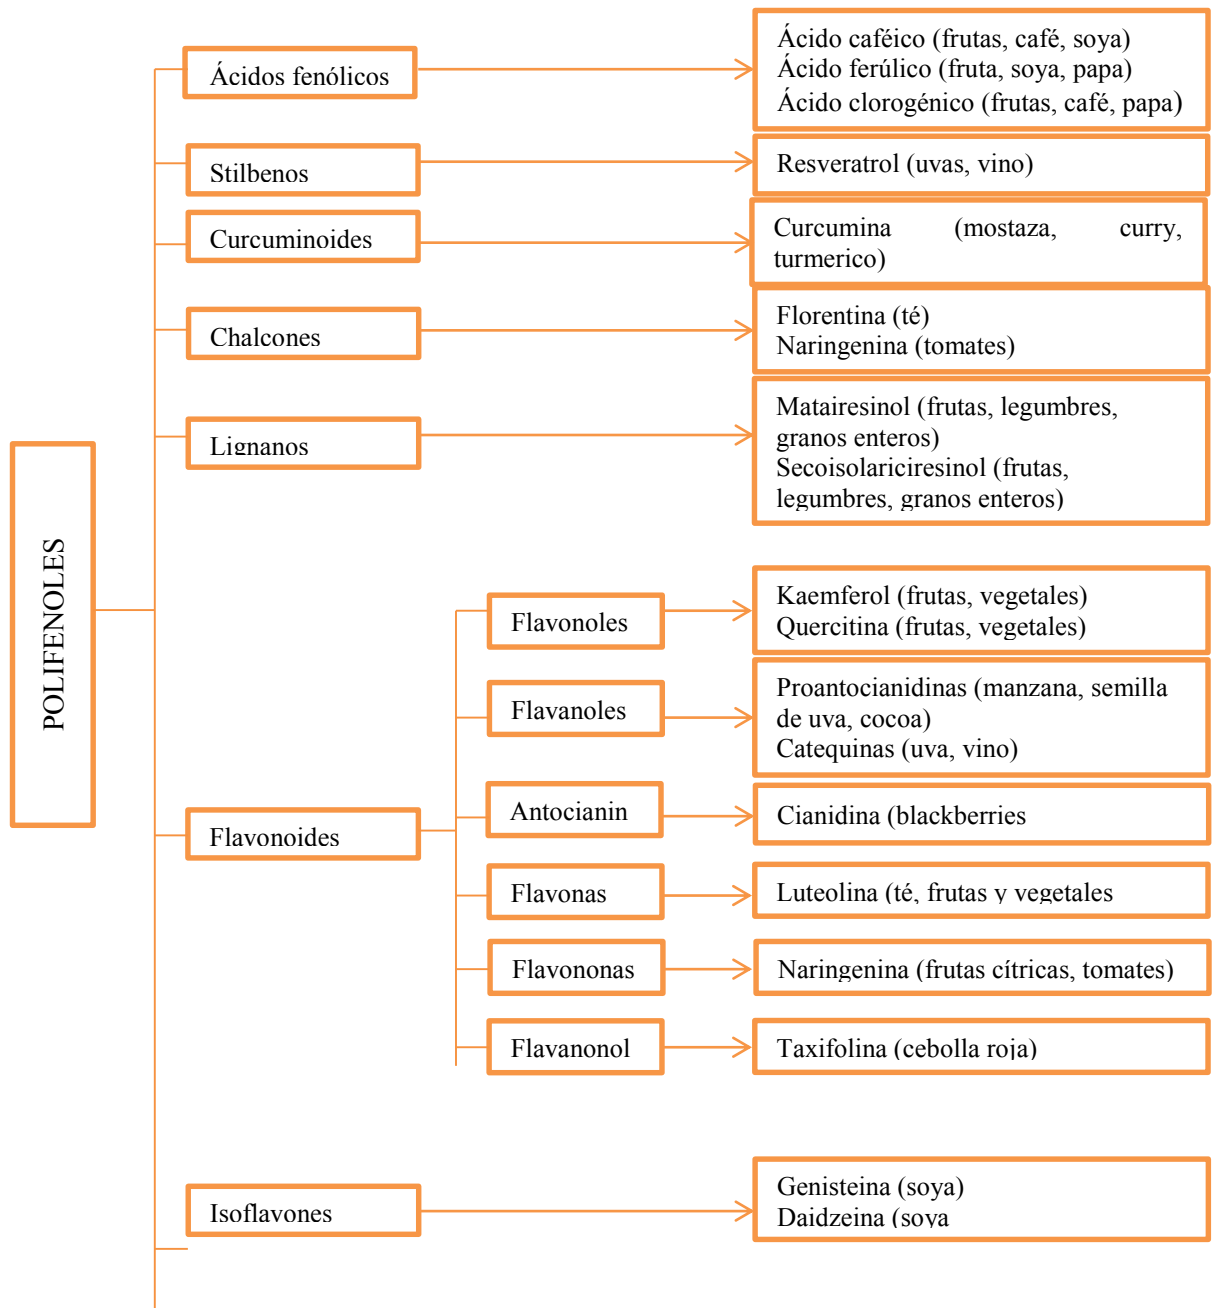 POLIFENOLES
Ácidos fenólicos
Ácido caféico (frutas, café, soya)
Ácido ferúlico (fruta, soya, papa)
Ácido clorogénico (frutas, café, papa)
Stilbenos
Resveratrol (uvas, vino)
Curcuminoides
Curcumina (mostaza, curry,
turmerico)
Chalcones
Florentina (té)
Naringenina (tomates)
Lignanos
Matairesinol (frutas, legumbres,
granos enteros)
Secoisolariciresinol (frutas,
legumbres, granos enteros)
Flavonoides
Flavonoles
Kaemferol (frutas, vegetales)
Quercitina (frutas, vegetales)
Flavanoles
Proantocianidinas (manzana, semilla
de uva, cocoa)
Catequinas (uva, vino)
Antocianin
Cianidina (blackberries
Flavonas
Luteolina (té, frutas y vegetales
Flavononas
Naringenina (frutas cítricas, tomates)
Flavanonol
Taxifolina (cebolla roja)
Isoflavones
Genisteina (soya)
Daidzeina (soya